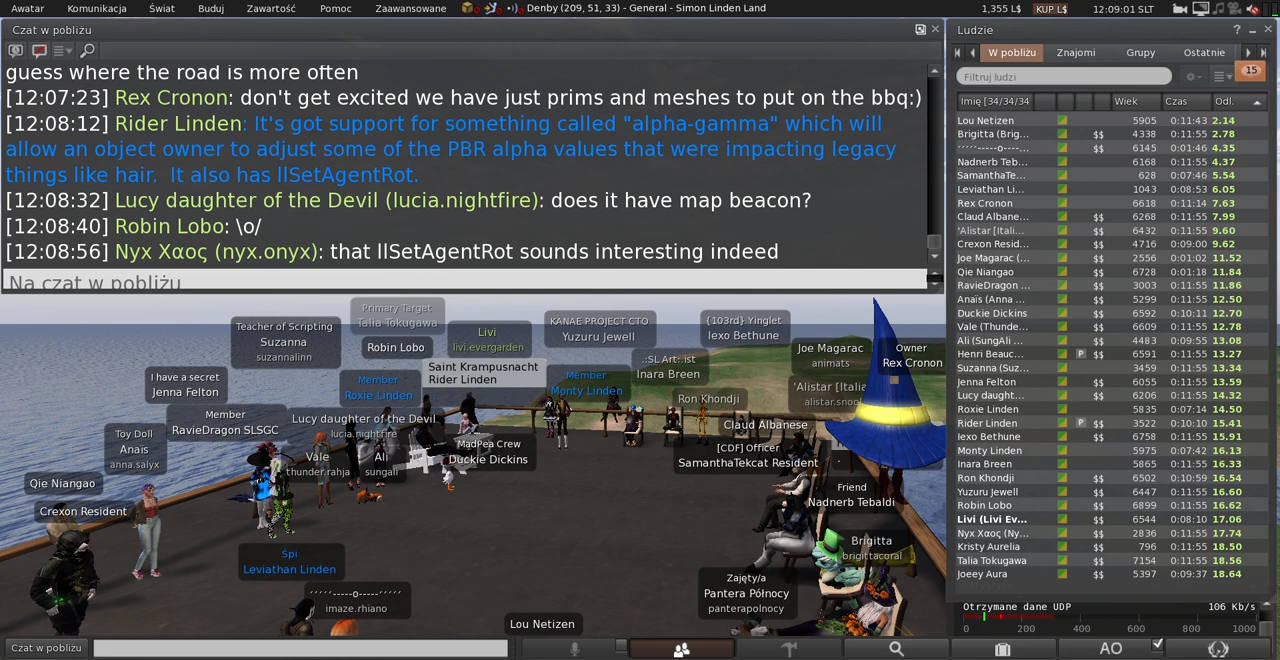 Awatar Komunikacja Świat Buduj Zawartość Pomoc Zaawansowane Denby (209, 51, 33) - General - Simon Linden Land 1,355 L$ KUP L$ 12:09:01 SLT
Czat w pobliżu
guess where the road is more often
[12:07:23] Rex Cronon: don't get excited we have just prims and meshes to put on the bbq:)
[12:08:12] Rider Linden: It's got support for something called "alpha-gamma" which will
allow an object owner to adjust some of the PBR alpha values that were impacting legacy
things like hair.  It also has llSetAgentRot.
[12:08:32] Lucy daughter of the Devil (lucia.nightfire): does it have map beacon?
[12:08:40] Robin Lobo: \o/
[12:08:56] Nyx Χαος (nyx.onyx): that llSetAgentRot sounds interesting indeed
Na czat w pobliżu
Primary Target
Talia Tokugawa
Teacher of Scripting
Suzanna
suzannalinn
Robin Lobo
Livi
livi.evergarden
KANAE PROJECT CTO
Yuzuru Jewell
{103rd} Yinglet
Iexo Bethune
Joe Magarac
animats
Owner
Rex Cronon
I have a secret
Jenna Felton
Member
Roxie Linden
Saint Krampusnacht
Rider Linden
Member
Monty Linden
.:SL Art:.ist
Inara Breen
'Alistar [Italia
alistar.snook
Ron Khondji
Member
RavieDragon SLSGC
Lucy daughter of the Devil
lucia.nightfire
Claud Albanese
Toy Doll
Anaïs
anna.salyx
Vale
thunder.rahja
Ali
sungali
MadPea Crew
Duckie Dickins
[CDF] Officer
SamanthaTekcat Resident
Qie Niangao
Crexon Resident
Friend
Nadnerb Tebaldi
Brigitta
brigittacoral
Śpi
Leviathan Linden
Zajęty/a
Pantera Północy
panterapolnocy
imaze.rhiano
Lou Netizen
Czat w pobliżu
AO
Ludzie
W pobliżu Znajomi Grupy Ostatnie
Filtruj ludzi
15
Imię [34/34/34 Wiek Czas Odl.
Lou Netizen 5905 0:11:43 2.14
Brigitta (Brig... $$ 4338 0:11:55 2.78
'''''-----o----... $$ 6145 0:01:46 4.35
Nadnerb Teb... 6168 0:11:55 4.37
SamanthaTe... 628 0:07:46 5.54
Leviathan Li... 1043 0:08:53 6.05
Rex Cronon 6618 0:11:14 7.63
Claud Albane... $$ 6268 0:11:55 7.99
'Alistar [Itali... $$ 6432 0:11:55 9.60
Crexon Resid... $$ 4716 0:09:00 9.62
Joe Magarac (... $$ 2556 0:01:02 11.52
Qie Niangao $$ 6728 0:01:18 11.84
RavieDragon ... $$ 3003 0:11:55 11.86
Anaïs (Anna ... $$ 5299 0:11:55 12.50
Duckie Dickins $$ 6592 0:10:11 12.70
Vale (Thunde... $$ 6609 0:11:55 12.78
Ali (SungAli ... $$ 4483 0:09:55 13.08
Henri Beauc... P $$ 6591 0:11:55 13.27
Suzanna (Suz... 3459 0:11:55 13.34
Jenna Felton $$ 6055 0:11:55 13.59
Lucy daughte... $$ 6206 0:11:55 14.32
Roxie Linden 5835 0:07:14 14.50
Rider Linden P $$ 3522 0:10:10 15.41
Iexo Bethune $$ 6758 0:11:55 15.91
Monty Linden 5975 0:07:42 16.13
Inara Breen 5865 0:11:55 16.33
Ron Khondji $$ 6502 0:10:59 16.54
Yuzuru Jewell $$ 6447 0:11:55 16.60
Robin Lobo $$ 6899 0:11:55 16.62
Livi (Livi Ev... $$ 6544 0:08:10 17.06
Nyx Χαος (Ny... $$ 2836 0:11:55 17.74
Kristy Aurelia $$ 796 0:11:55 18.50
Talia Tokugawa $$ 7154 0:11:55 18.56
Joeey Aura $$ 5397 0:09:37 18.64
Otrzymane dane UDP 106 Kb/s
0 200 400 600 800 1000